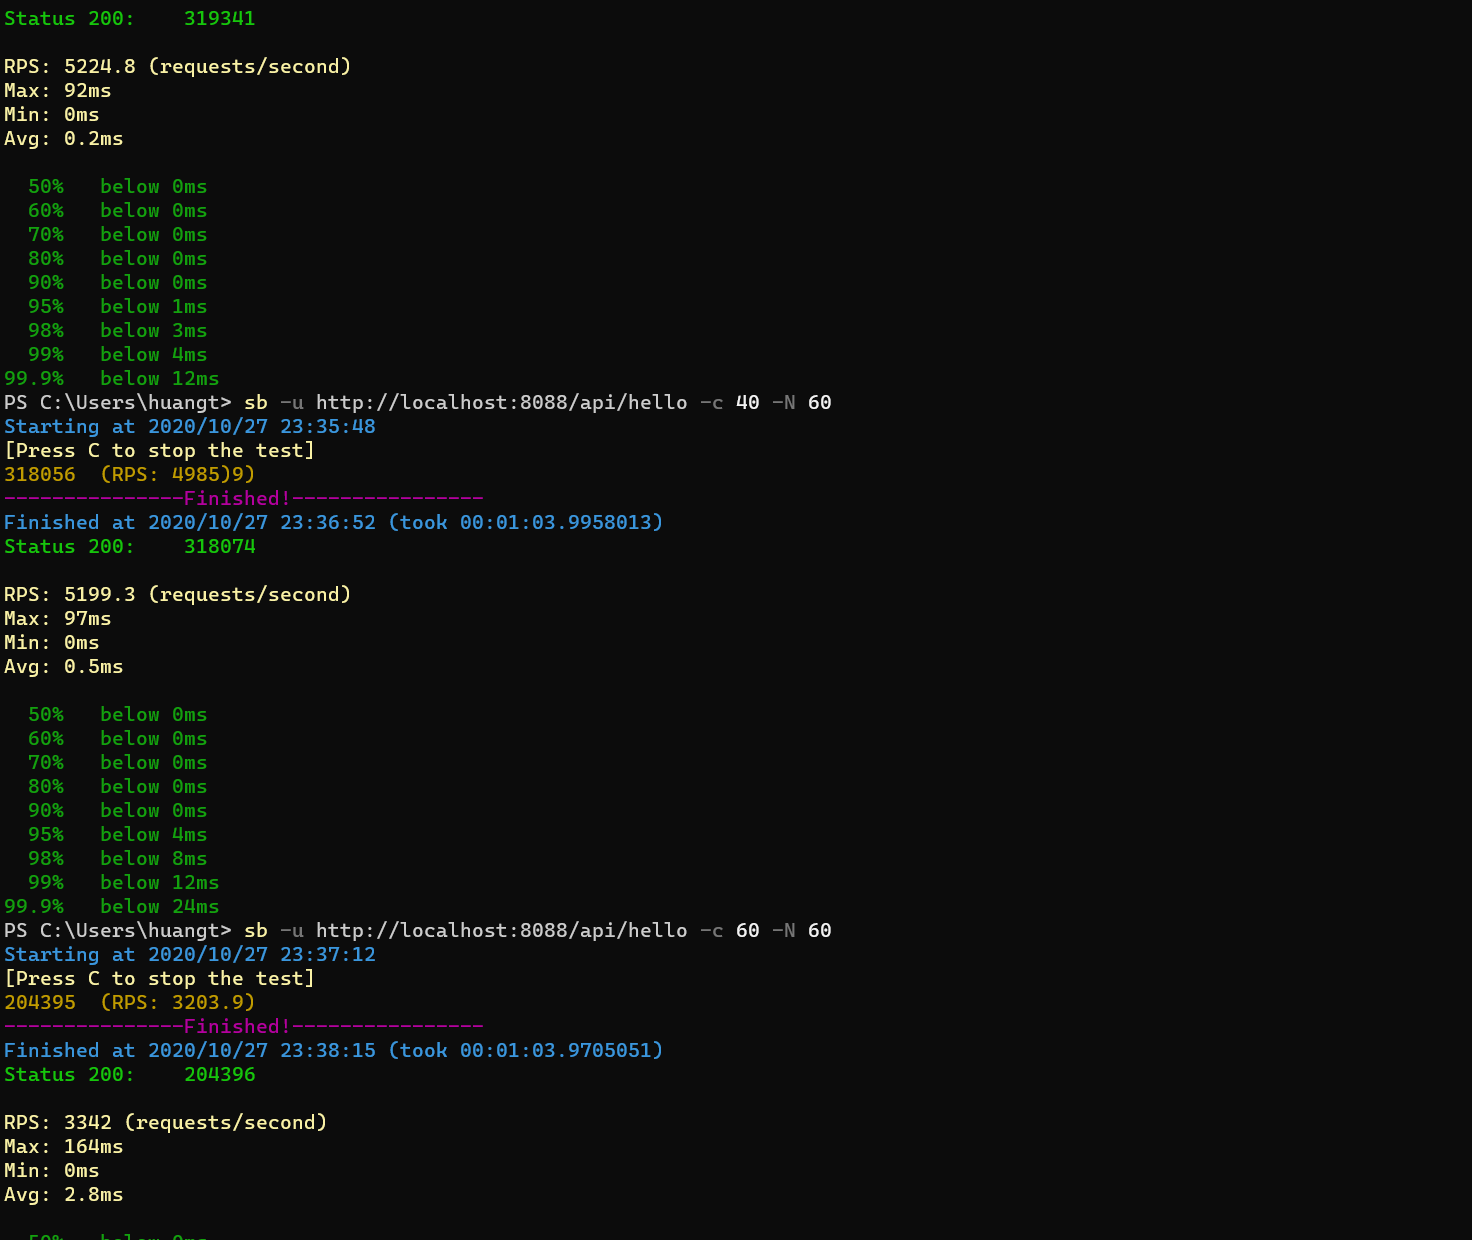 Status 200:    319341
RPS: 5224.8 (requests/second)
Max: 92ms
Min: 0ms
Avg: 0.2ms
  50%   below 0ms
  60%   below 0ms
  70%   below 0ms
  80%   below 0ms
  90%   below 0ms
  95%   below 1ms
  98%   below 3ms
  99%   below 4ms
99.9%   below 12ms
PS C:\Users\huangt> sb -u http://localhost:8088/api/hello -c 40 -N 60
Starting at 2020/10/27 23:35:48
[Press C to stop the test]
318056  (RPS: 4985)9)
---------------Finished!----------------
Finished at 2020/10/27 23:36:52 (took 00:01:03.9958013)
Status 200:    318074
RPS: 5199.3 (requests/second)
Max: 97ms
Min: 0ms
Avg: 0.5ms
  50%   below 0ms
  60%   below 0ms
  70%   below 0ms
  80%   below 0ms
  90%   below 0ms
  95%   below 4ms
  98%   below 8ms
  99%   below 12ms
99.9%   below 24ms
PS C:\Users\huangt> sb -u http://localhost:8088/api/hello -c 60 -N 60
Starting at 2020/10/27 23:37:12
[Press C to stop the test]
204395  (RPS: 3203.9)
---------------Finished!----------------
Finished at 2020/10/27 23:38:15 (took 00:01:03.9705051)
Status 200:    204396
RPS: 3342 (requests/second)
Max: 164ms
Min: 0ms
Avg: 2.8ms
  50%   below 0ms